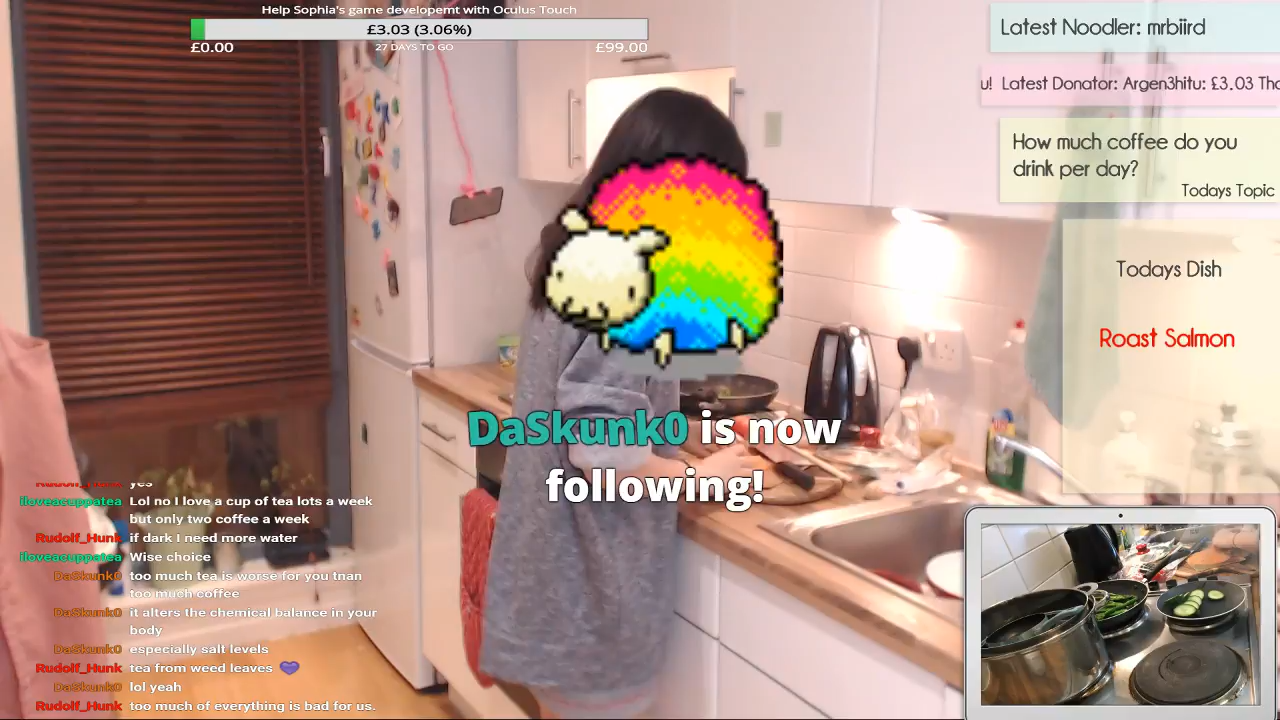 Help Sophia's game developemt with Oculus Touch
£3.03 (3.06%)
£0.00
27 DAYS TO GO
£99.00
Latest Noodler: mrbiird
u! Latest Donator: Argen3hitu: £3.03 Tha
How much coffee do you
drink per day?
Todays Topic
Todays Dish
Roast Salmon
DaSkunk0 is now
following!
yes
iloveacuppatea Lol no I love a cup of tea lots a week
but only two coffee a week
Rudolf_Hunk if dark I need more water
iloveacuppatea Wise choice
DaSkunk0 too much tea is worse for you tnan
too much coffee
DaSkunk0 it alters the chemical balance in your
body
DaSkunk0 especially salt levels
Rudolf_Hunk tea from weed leaves
DaSkunk0 lol yeah
Rudolf_Hunk too much of everything is bad for us.